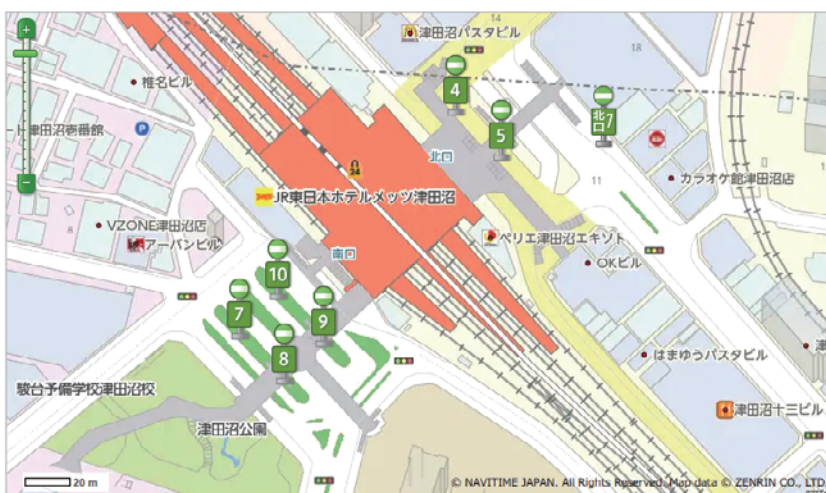 14
津田沼パスタビル
18
4
椎名ビル
北口7
ート津田沼壱番館
P
5
北口
24
カラオケ館津田沼店
11
JR東日本ホテルメッツ津田沼
8
VZONE津田沼店
アーバンビル
ペリエ津田沼エキソト
南口
OKビル
10
7
9
8
はまゆうパスタビル
駿台予備学校津田沼校
津田沼十三ビル
津田沼公園
20 m
© NAVITIME JAPAN. All Rights Reserved. Map data © ZENRIN CO., LTD.